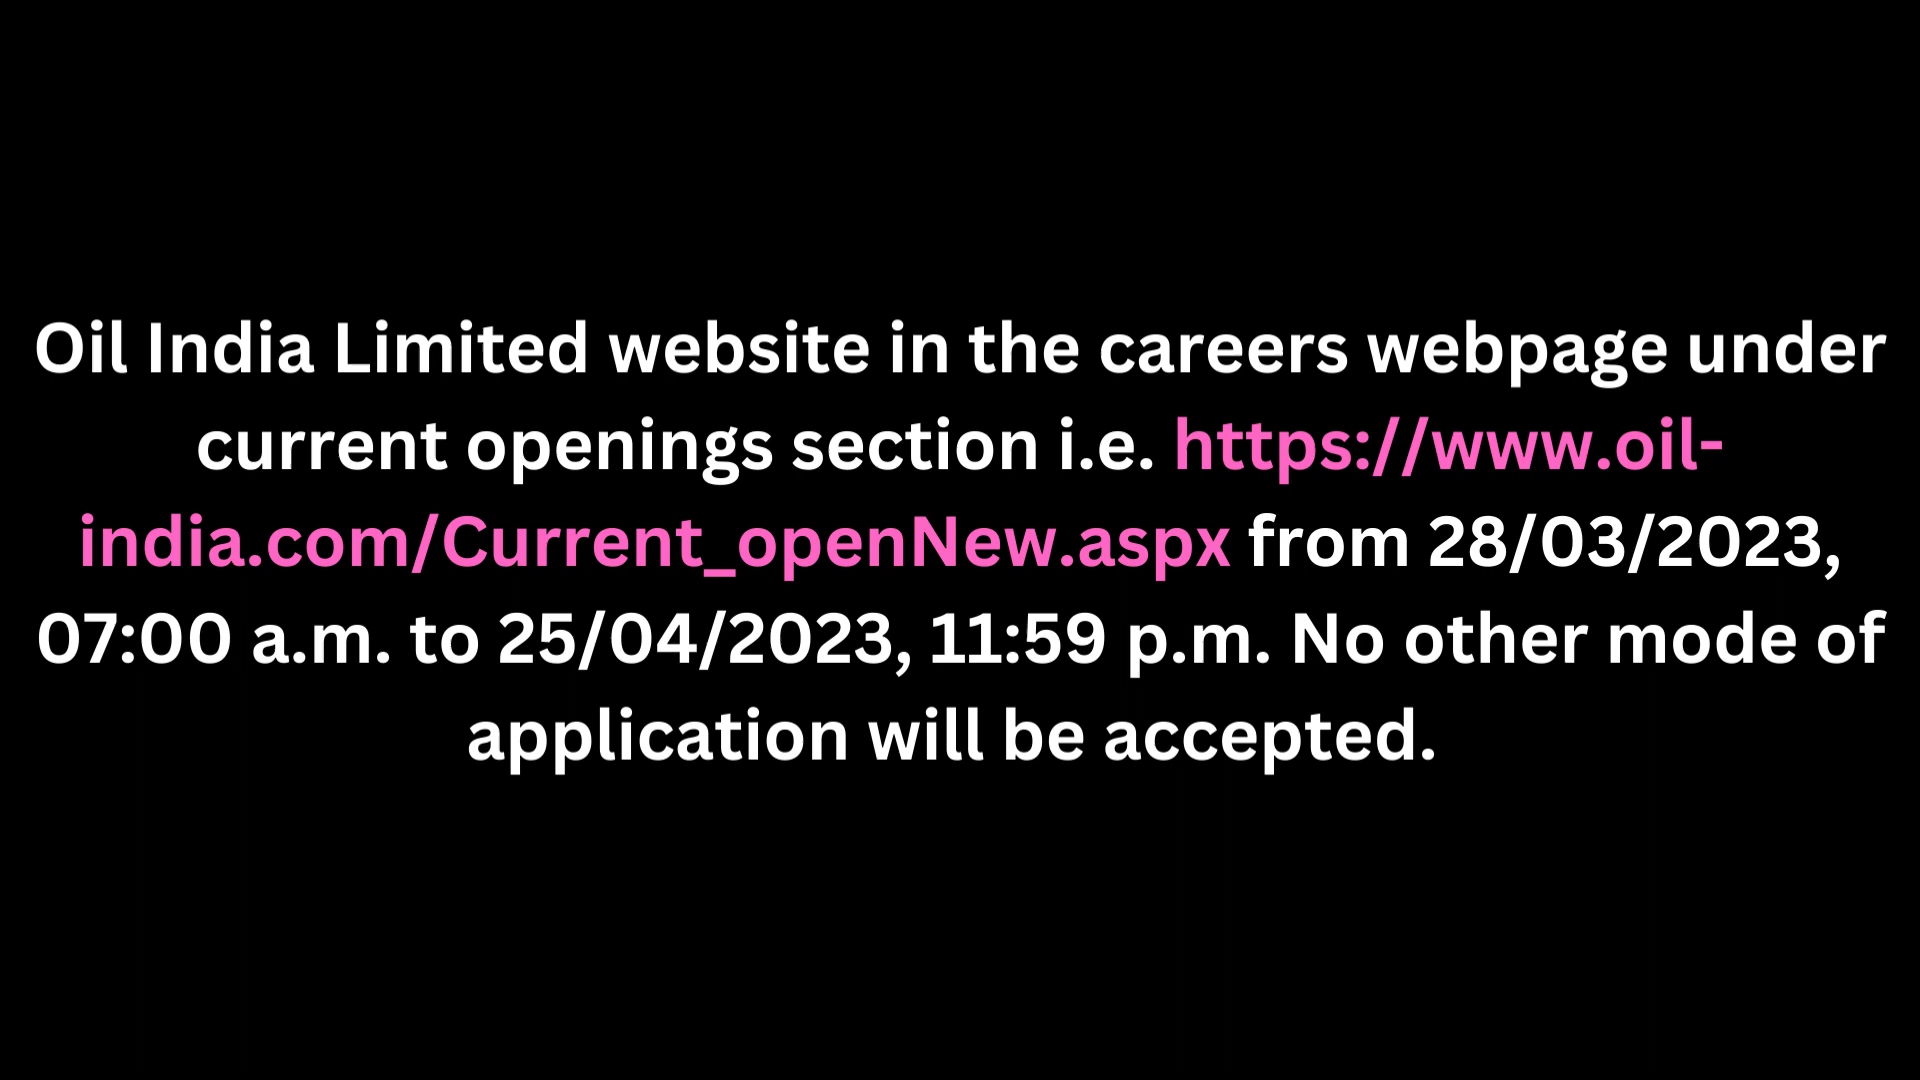 Oil India Limited website in the careers webpage under
current openings section i.e. https://www.oil-
india.com/Current_openNew.aspx from 28/03/2023,
07:00 a.m. to 25/04/2023, 11:59 p.m. No other mode of
application will be accepted.